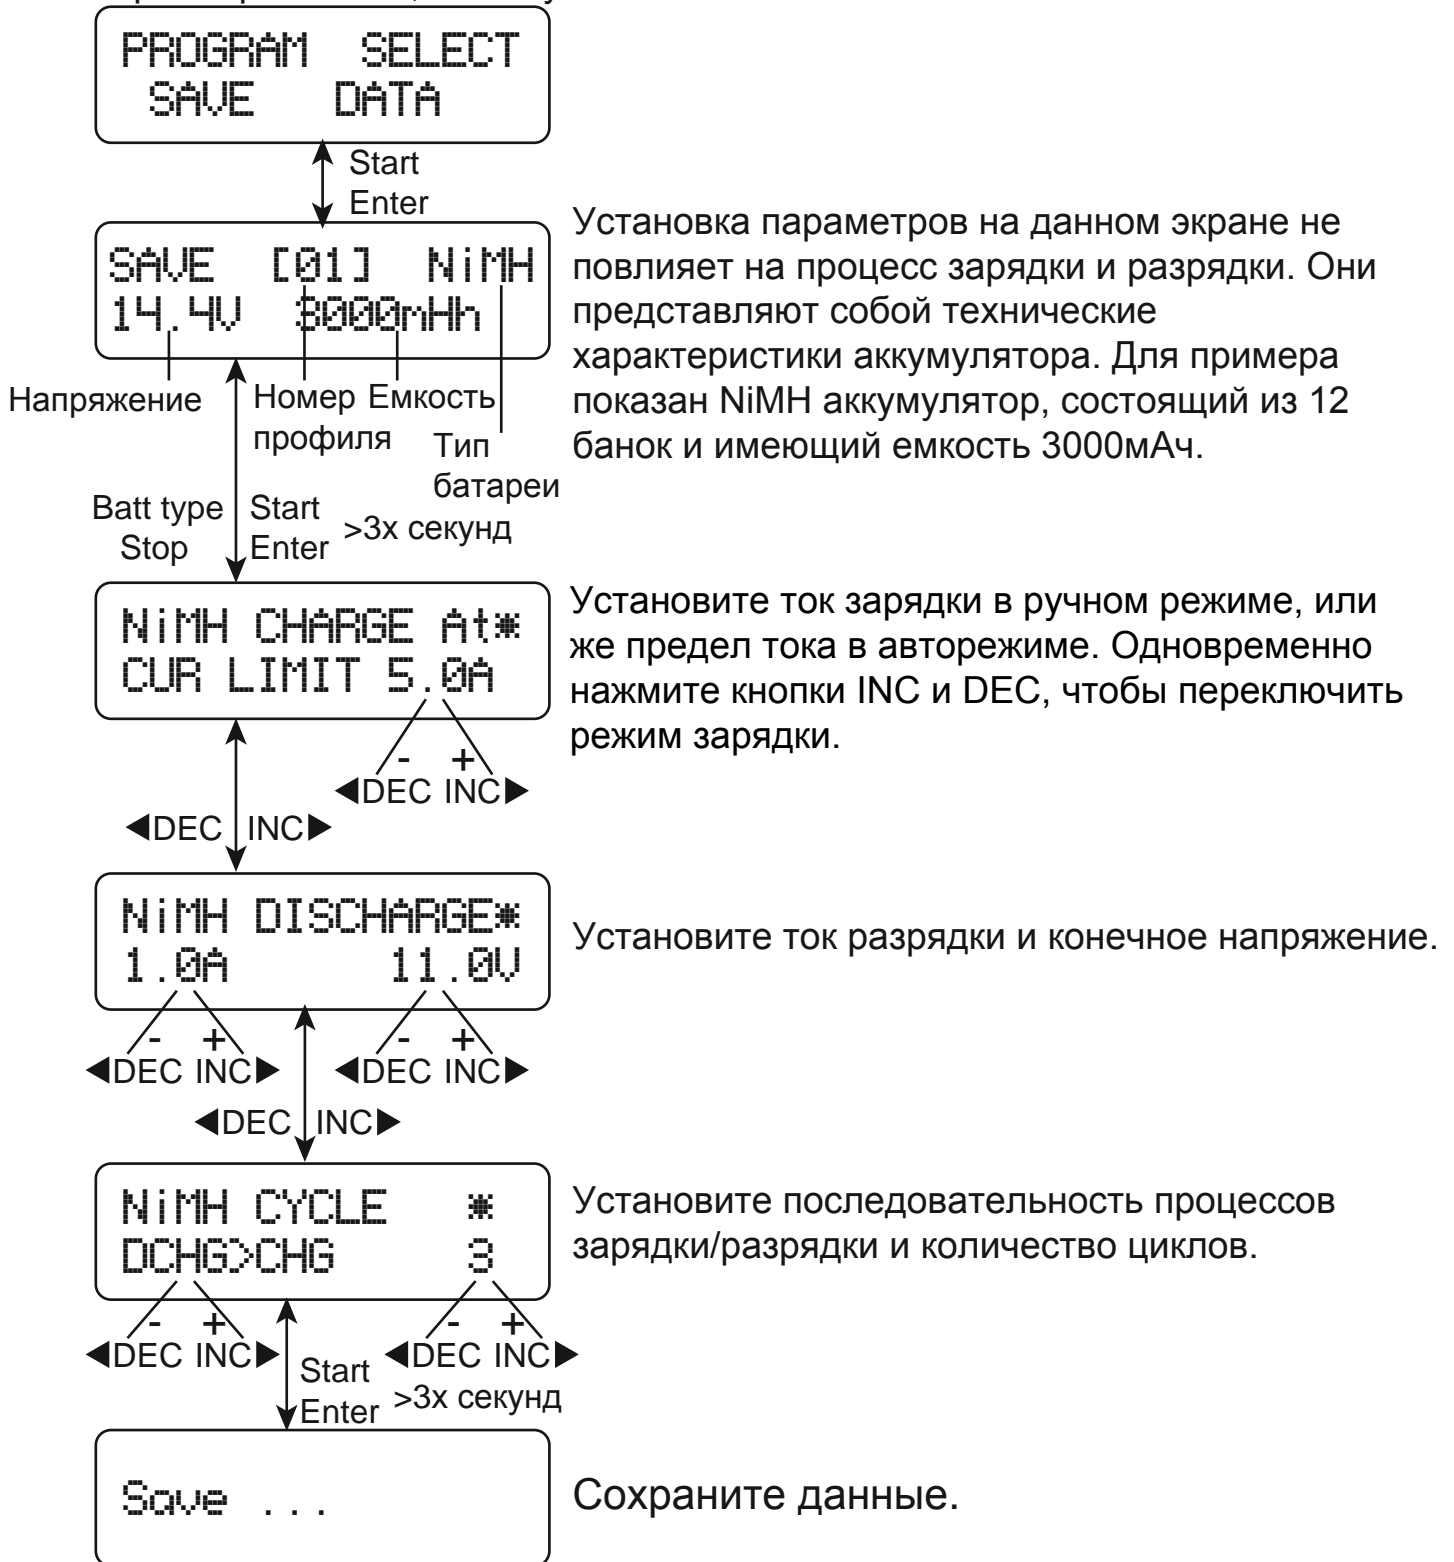 PROGRAM SELECT
SAVE DATA
Start
Enter
SAVE [01] NiMH
14.4V 3000mHh
Напряжение
Номер
профиля
Емкость
Тип
батареи
Установка параметров на данном экране не
повлияет на процесс зарядки и разрядки. Они
представляют собой технические
характеристики аккумулятора. Для примера
показан NiMH аккумулятор, состоящий из 12
банок и имеющий емкость 3000мАч.
Batt type
Stop
Start
Enter
>3х секунд
NiMH CHARGE At*
CUR LIMIT 5.0A
- +
◀DEC INC▶
Установите ток зарядки в ручном режиме, или
же предел тока в авторежиме. Одновременно
нажмите кнопки INC и DEC, чтобы переключить
режим зарядки.
◀DEC INC▶
NiMH DISCHARGE*
1.0A 11.0V
- + - +
◀DEC INC▶ ◀DEC INC▶
Установите ток разрядки и конечное напряжение.
◀DEC INC▶
NiMH CYCLE *
DCHG>CHG 3
- + - +
◀DEC INC▶ ◀DEC INC▶
Установите последовательность процессов
зарядки/разрядки и количество циклов.
Start
Enter
>3х секунд
Save ...
Сохраните данные.